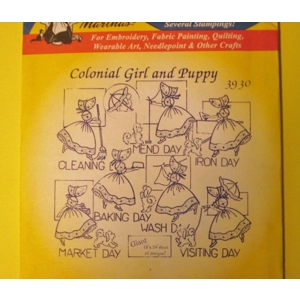 Martha's
Several Stampings!
For Embroidery, Fabric Painting, Quilting,
Wearable Art, Needlepoint & Other Crafts
Colonial Girl and Puppy
3930
MEND DAY
CLEANING
IRON DAY
BAKING DAY
WASH D
MARKET DAY
VISITING DAY